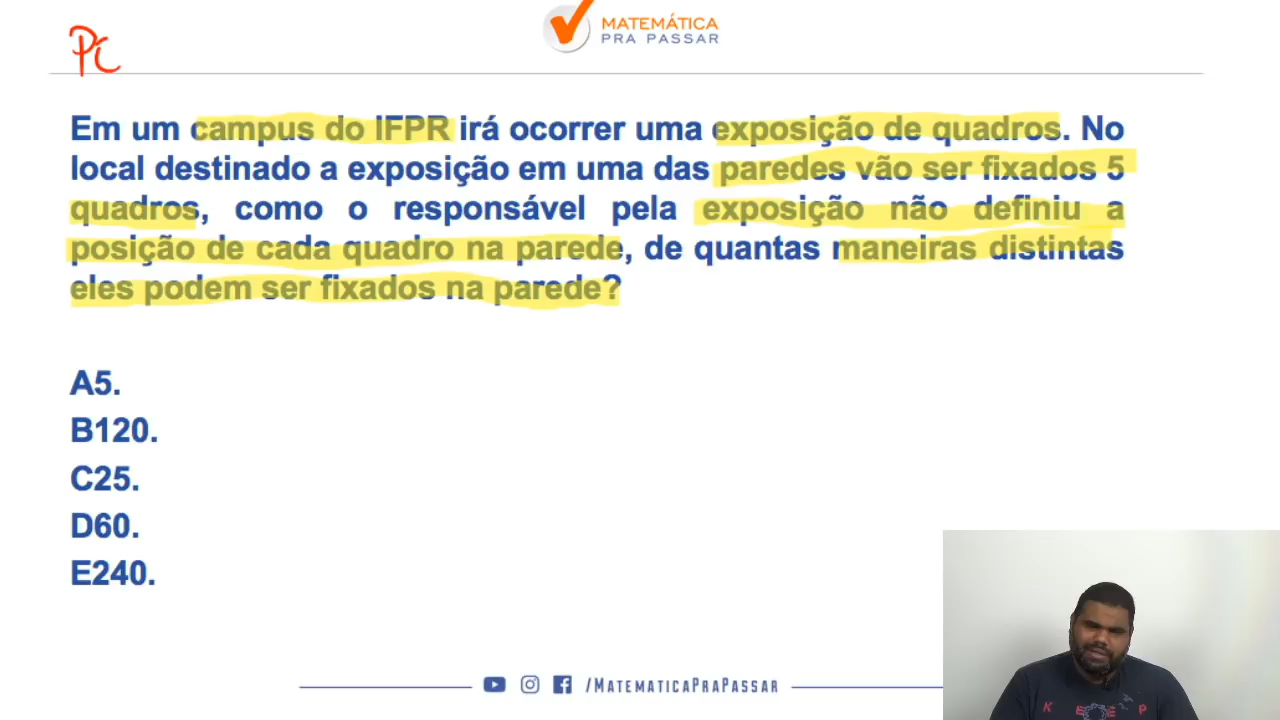 PC
MATEMÁTICA
PRA PASSAR
Em um campus do IFPR irá ocorrer uma exposição de quadros. No
local destinado a exposição em uma das paredes vão ser fixados 5
quadros, como o responsável pela exposição não definiu a
posição de cada quadro na parede, de quantas maneiras distintas
eles podem ser fixados na parede?
A5.
B120.
C25.
D60.
E240.
/MATEMATICAPRAPASSAR
K E E P